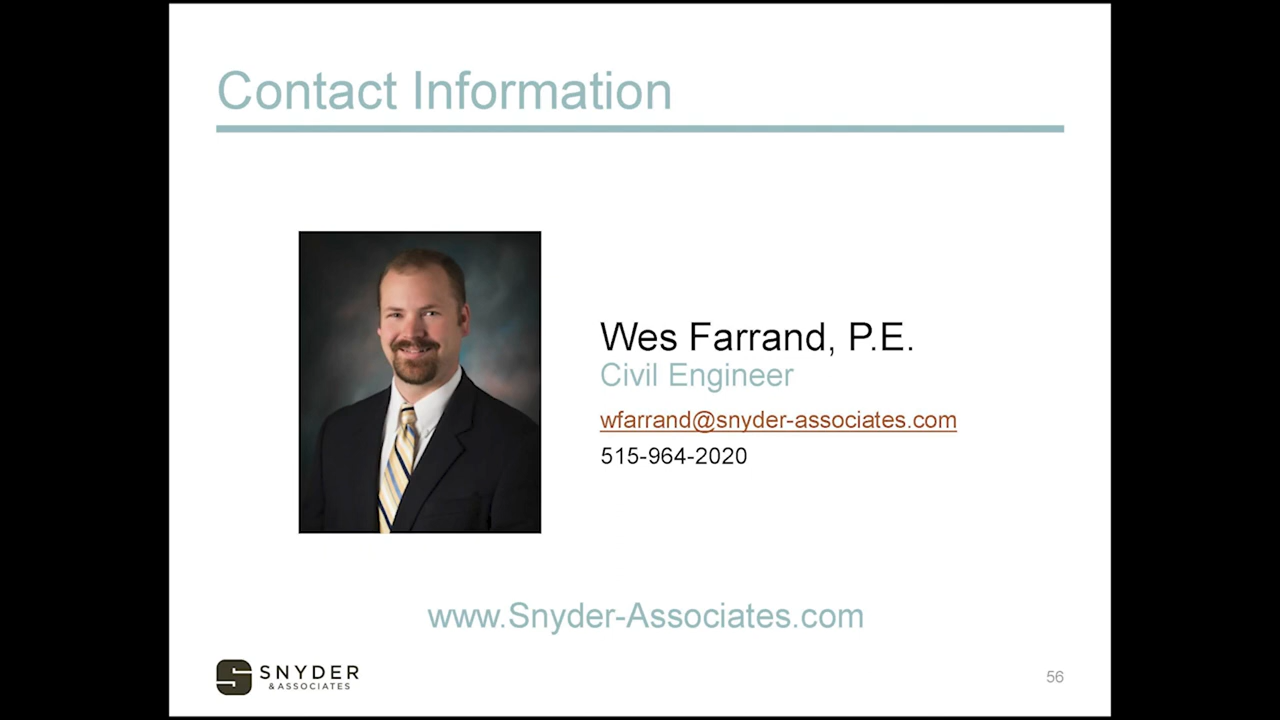 Contact Information
Wes Farrand, P.E.
Civil Engineer
wfarrand@snyder-associates.com
515-964-2020
www.Snyder-Associates.com
SNYDER
& ASSOCIATES
56